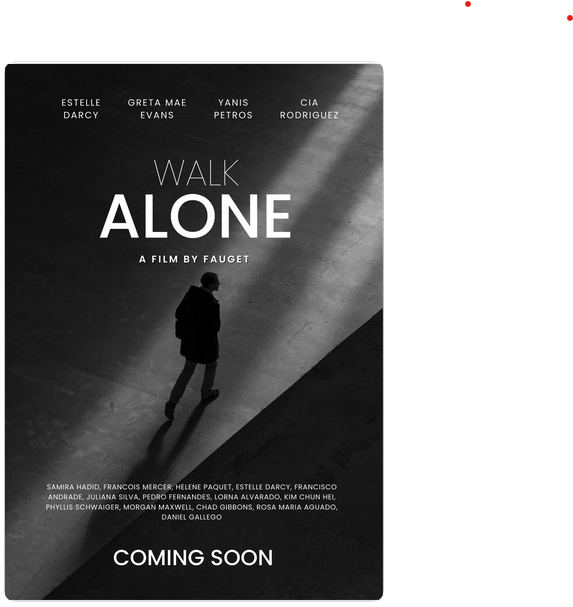 ESTELLE DARCY
GRETA MAE EVANS
YANIS PETROS
CIA RODRIGUEZ
WALK
ALONE
A FILM BY FAUGET
SAMIRA HADID, FRANCOIS MERCER, HELENE PAQUET, ESTELLE DARCY, FRANCISCO
ANDRADE, JULIANA SILVA, PEDRO FERNANDES, LORNA ALVARADO, KIM CHUN HEI,
PHYLLIS SCHWAIGER, MORGAN MAXWELL, CHAD GIBBONS, ROSA MARIA AGUADO,
DANIEL GALLEGO
COMING SOON